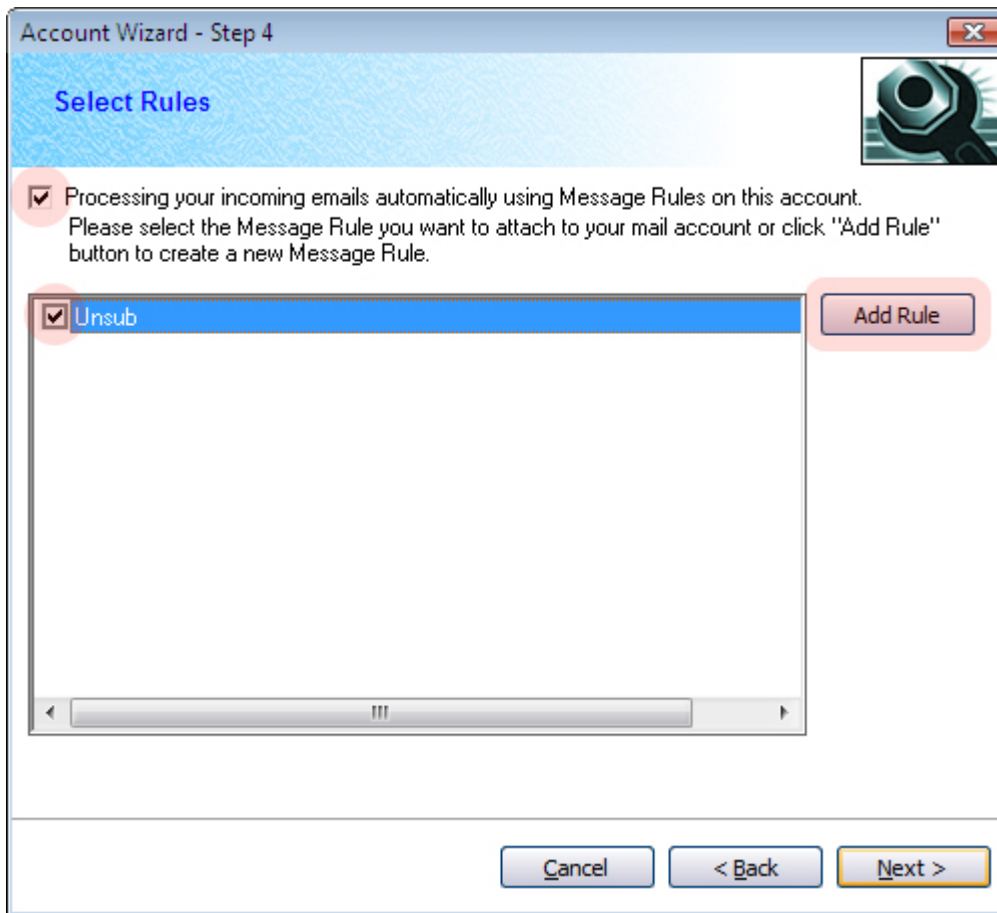 Account Wizard - Step 4
Select Rules
Processing your incoming emails automatically using Message Rules on this account.
Please select the Message Rule you want to attach to your mail account or click "Add Rule"
button to create a new Message Rule.
Unsub
Add Rule
Cancel
< Back
Next >